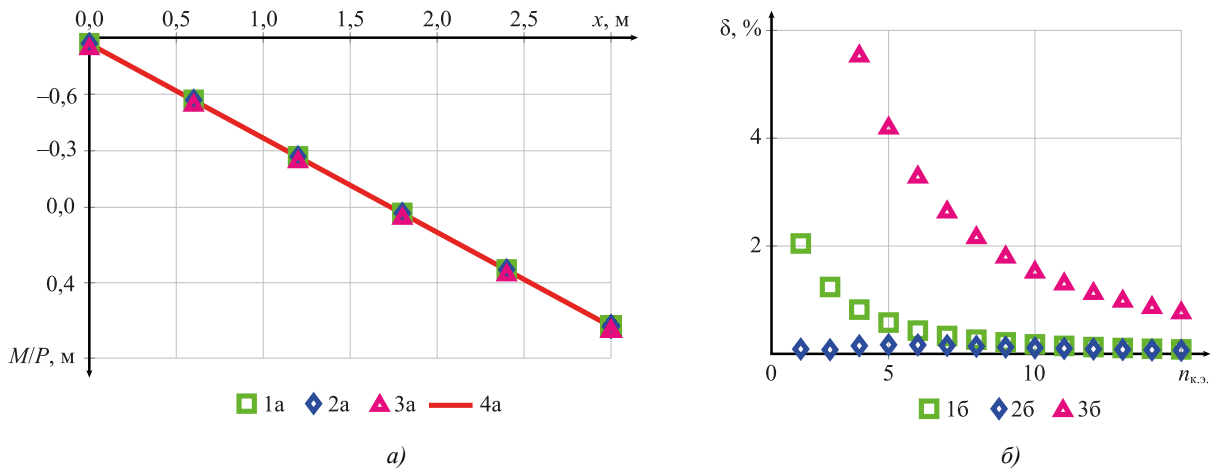 0,0 0,5 1,0 1,5 2,0 2,5 x, м
–0,6
–0,3
0,0
0,4
M/P, м
1а 2а 3а 4а
а)
δ, %
4
2
0 5 10 nк.э.
1б 2б 3б
б)